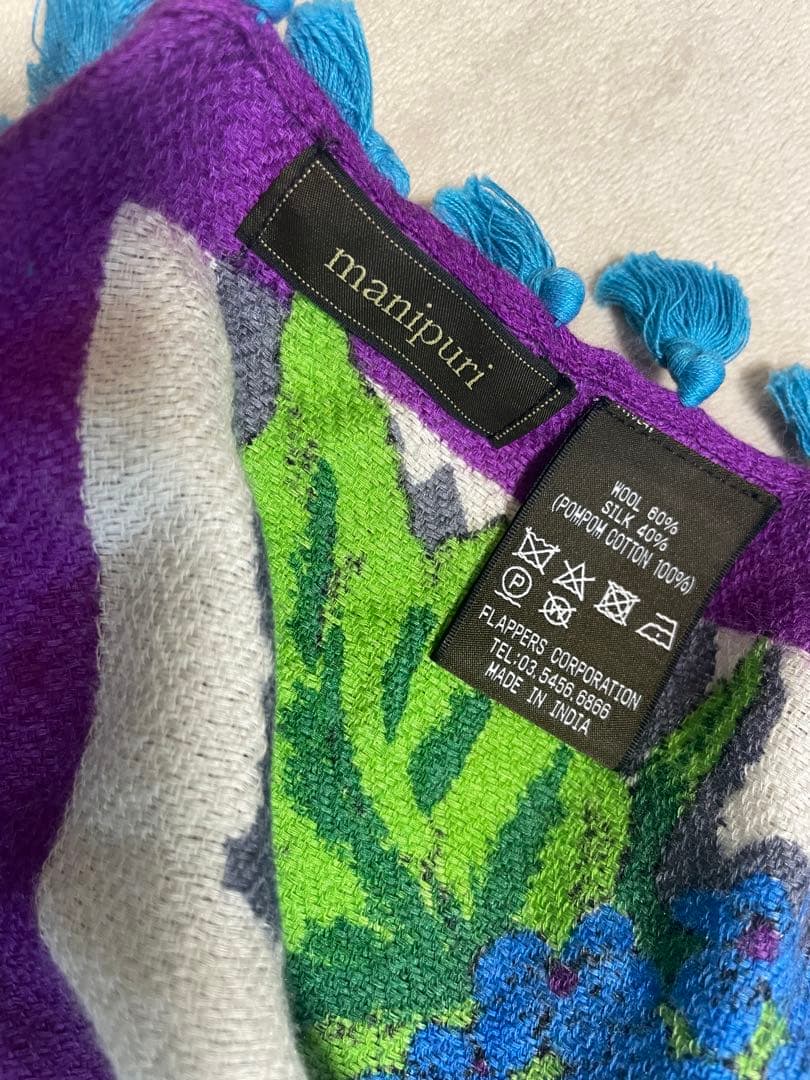 manipuri
WOOL 60%
SILK 40%
(POMPOM COTTON 100%)
FLAPPERS CORPORATION
TEL:03.5456.6866
MADE IN INDIA